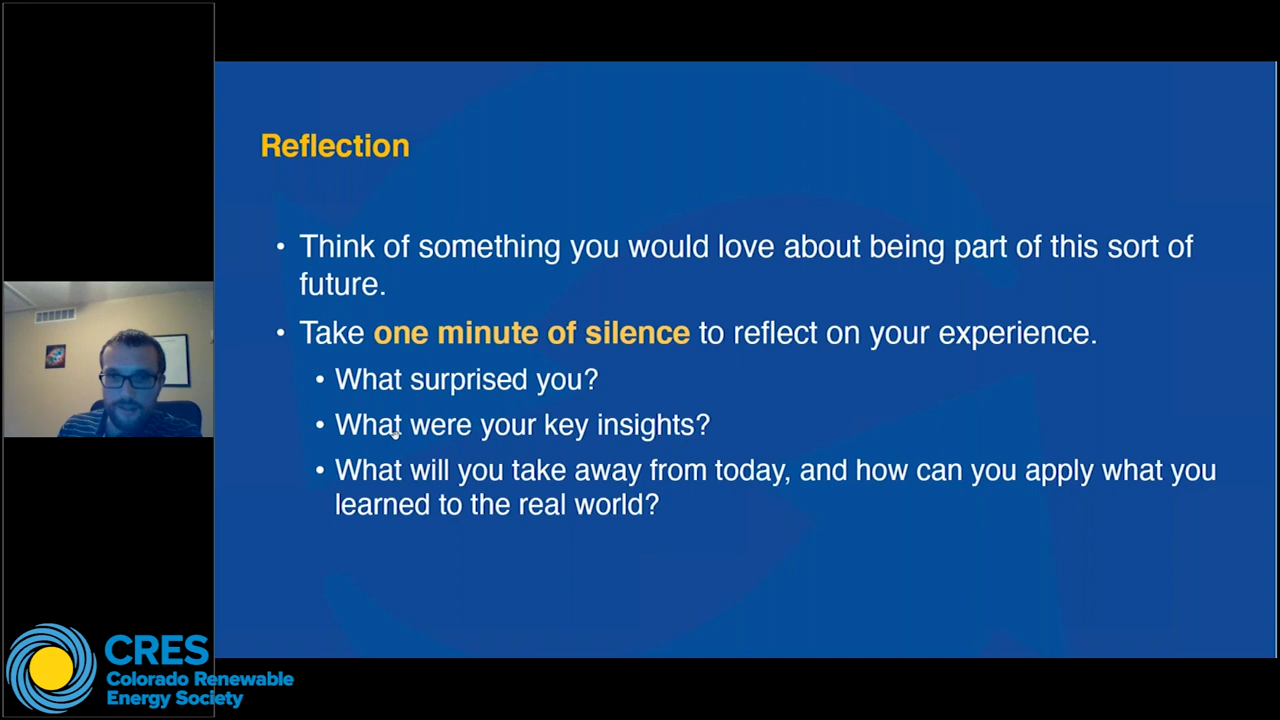 Reflection
• Think of something you would love about being part of this sort of
future.
• Take one minute of silence to reflect on your experience.
• What surprised you?
• What were your key insights?
• What will you take away from today, and how can you apply what you
learned to the real world?
CRES
Colorado Renewable
Energy Society